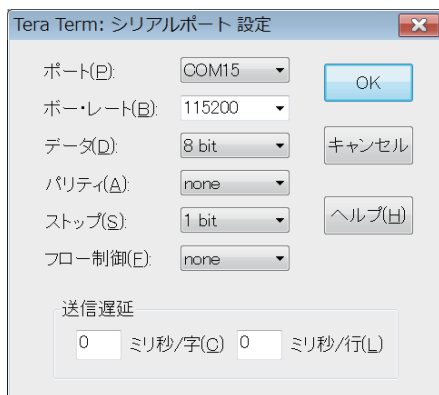 Tera Term: シリアルポート 設定
ポート(P): COM15 OK
ボー・レート(B): 115200
データ(D): 8 bit キャンセル
パリティ(A): none
ストップ(S): 1 bit ヘルプ(H)
フロー制御(F): none
送信遅延
0 ミリ秒/字(C) 0 ミリ秒/行(L)